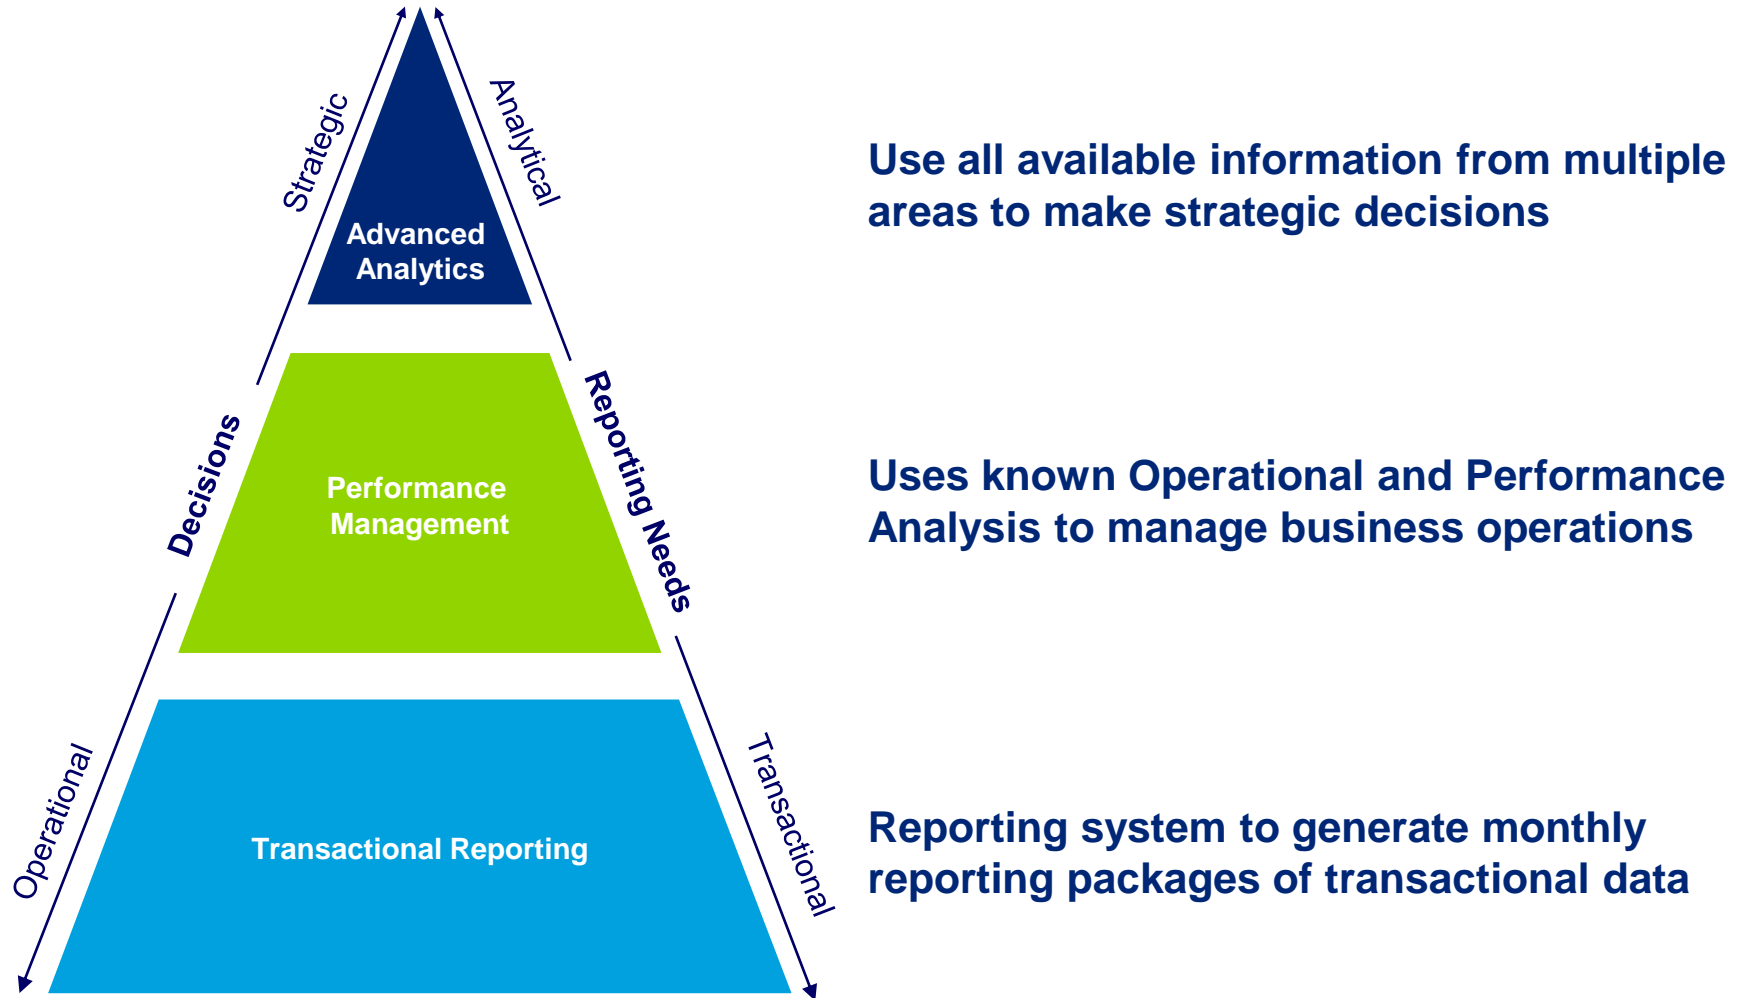 Strategic
Analytical
Advanced
Analytics
Use all available information from multiple
areas to make strategic decisions
Decisions
Reporting Needs
Performance
Management
Uses known Operational and Performance
Analysis to manage business operations
Operational
Transactional
Transactional Reporting
Reporting system to generate monthly
reporting packages of transactional data